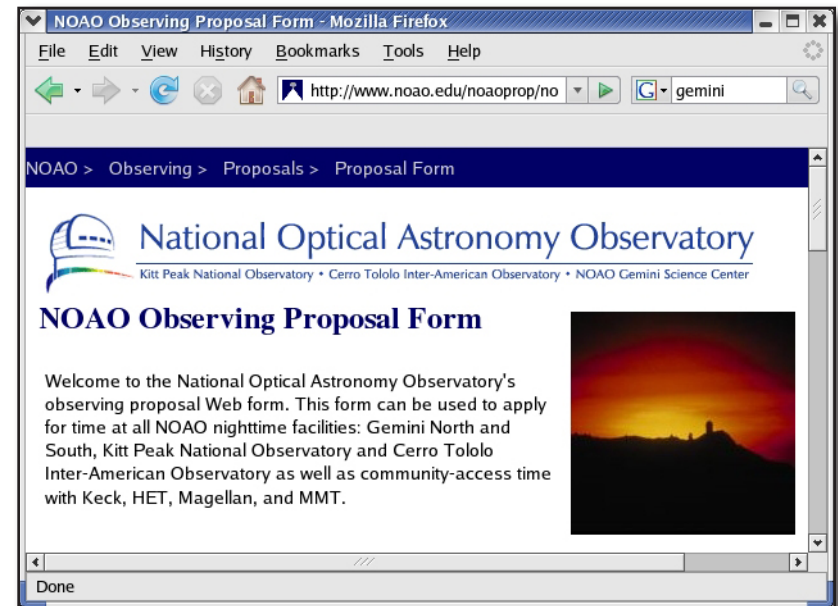 NOAO Observing Proposal Form - Mozilla Firefox
File Edit View History Bookmarks Tools Help
http://www.noao.edu/noaoprop/no G gemini
NOAO > Observing > Proposals > Proposal Form
National Optical Astronomy Observatory
Kitt Peak National Observatory • Cerro Tololo Inter-American Observatory • NOAO Gemini Science Center
NOAO Observing Proposal Form
Welcome to the National Optical Astronomy Observatory's
observing proposal Web form. This form can be used to apply
for time at all NOAO nighttime facilities: Gemini North and
South, Kitt Peak National Observatory and Cerro Tololo
Inter-American Observatory as well as community-access time
with Keck, HET, Magellan, and MMT.
Done